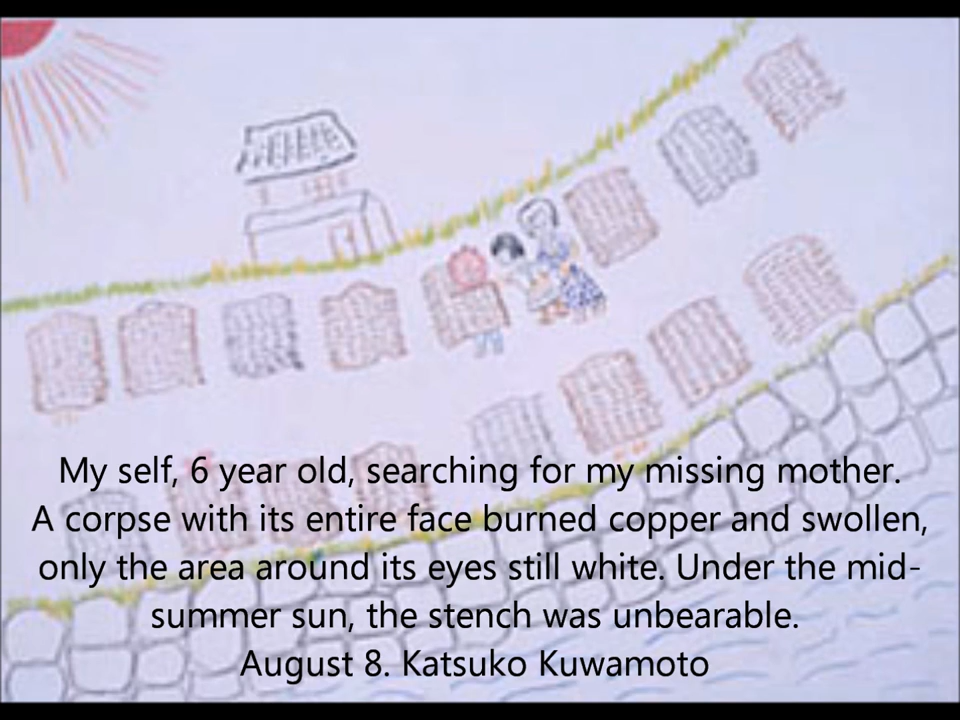 My self, 6 year old, searching for my missing mother.
A corpse with its entire face burned copper and swollen,
only the area around its eyes still white. Under the mid-
summer sun, the stench was unbearable.
August 8. Katsuko Kuwamoto